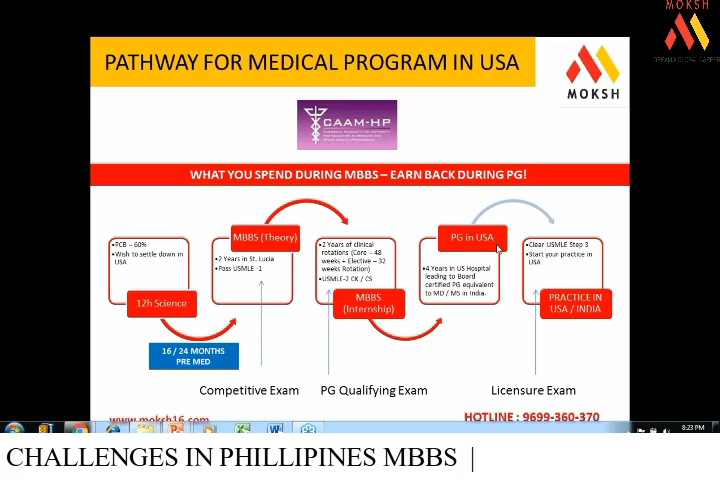 MOKSH
DREAM A GLOBAL CAREER
PATHWAY FOR MEDICAL PROGRAM IN USA
MOKSH
CAAM-HP
WHAT YOU SPEND DURING MBBS – EARN BACK DURING PG!
•PCB – 60%
•Wish to settle down in
USA
12h Science
MBBS (Theory)
•2 Years in St. Lucia
•Pass USMLE -1
•2 Years of clinical
rotations (Core – 48
weeks + Elective – 32
weeks Rotation)
•USMLE-2 CK / CS
MBBS
(Internship)
PG in USA
•4 Years in US Hospital
leading to Board
certified PG equivalent
to MD / MS in India.
•Clear USMLE Step 3
•Start your practice in
USA
PRACTICE IN
USA / INDIA
16 / 24 MONTHS
PRE MED
Competitive Exam
PG Qualifying Exam
Licensure Exam
www.moksh16.com
HOTLINE : 9699-360-370
8:23 PM
CHALLENGES IN PHILLIPINES MBBS |